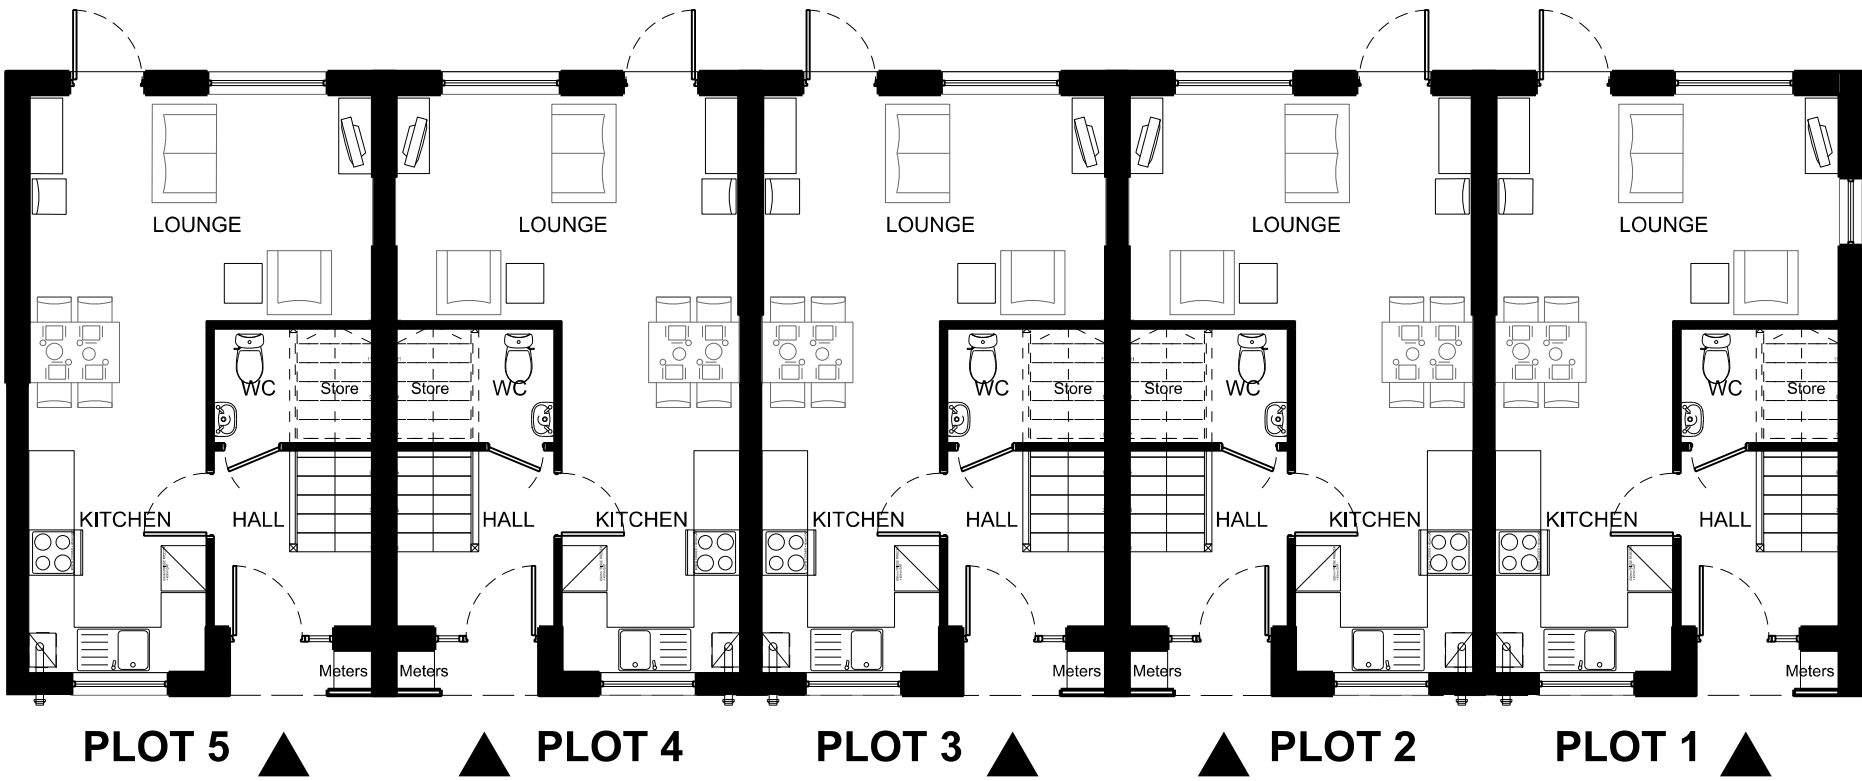 LOUNGE LOUNGE LOUNGE LOUNGE LOUNGE
WC Store Store WC WC Store Store WC WC Store
KITCHEN HALL HALL KITCHEN KITCHEN HALL HALL KITCHEN KITCHEN HALL
Meters Meters Meters Meters Meters
PLOT 5 PLOT 4 PLOT 3 PLOT 2 PLOT 1